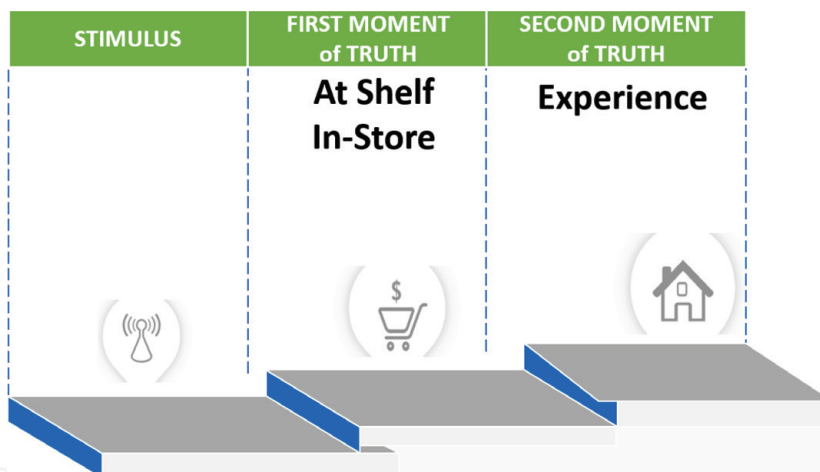 STIMULUS
FIRST MOMENT
of TRUTH
SECOND MOMENT
of TRUTH
At Shelf
In-Store
Experience
$